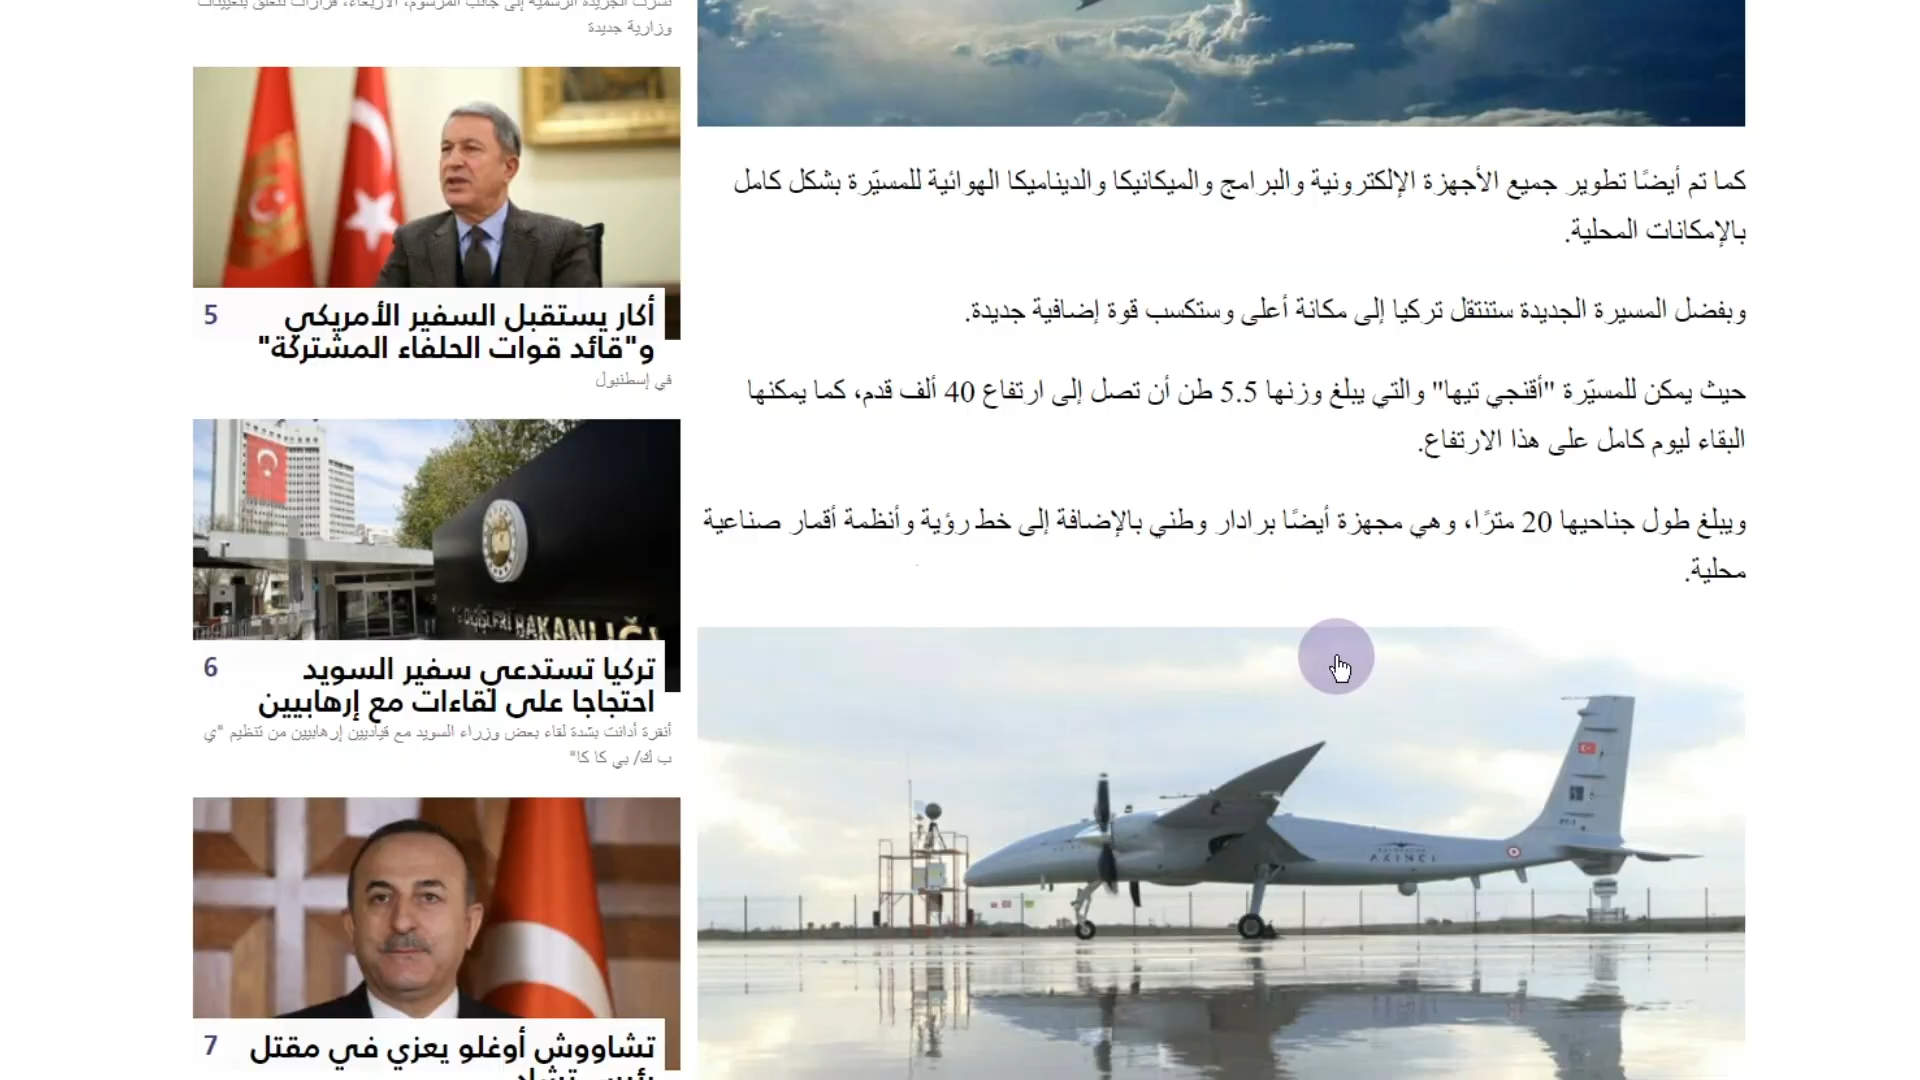 وزارية جديدة
5
أكار يستقبل السفير الأمريكي
و"قائد قوات الحلفاء المشتركة"
في إسطنبول
6
تركيا تستدعي سفير السويد
احتجاجا على لقاءات مع إرهابيين
أنقرة أدانت بشدة لقاء بعض وزراء السويد مع قياديين إرهابيين من تنظيم "ي
ب ك/ بي كا كا"
7
تشاووش أوغلو يعزي في مقتل
كما تم أيضًا تطوير جميع الأجهزة الإلكترونية والبرامج والميكانيكا والديناميكا الهوائية للمسيّرة بشكل كامل
بالإمكانات المحلية.
وبفضل المسيرة الجديدة ستنتقل تركيا إلى مكانة أعلى وستكسب قوة إضافية جديدة.
حيث يمكن للمسيّرة "أقنجي تيها" والتي يبلغ وزنها 5.5 طن أن تصل إلى ارتفاع 40 ألف قدم، كما يمكنها
البقاء ليوم كامل على هذا الارتفاع.
ويبلغ طول جناحيها 20 مترًا، وهي مجهزة أيضًا برادار وطني بالإضافة إلى خط رؤية وأنظمة أقمار صناعية
محلية.
AKINCI